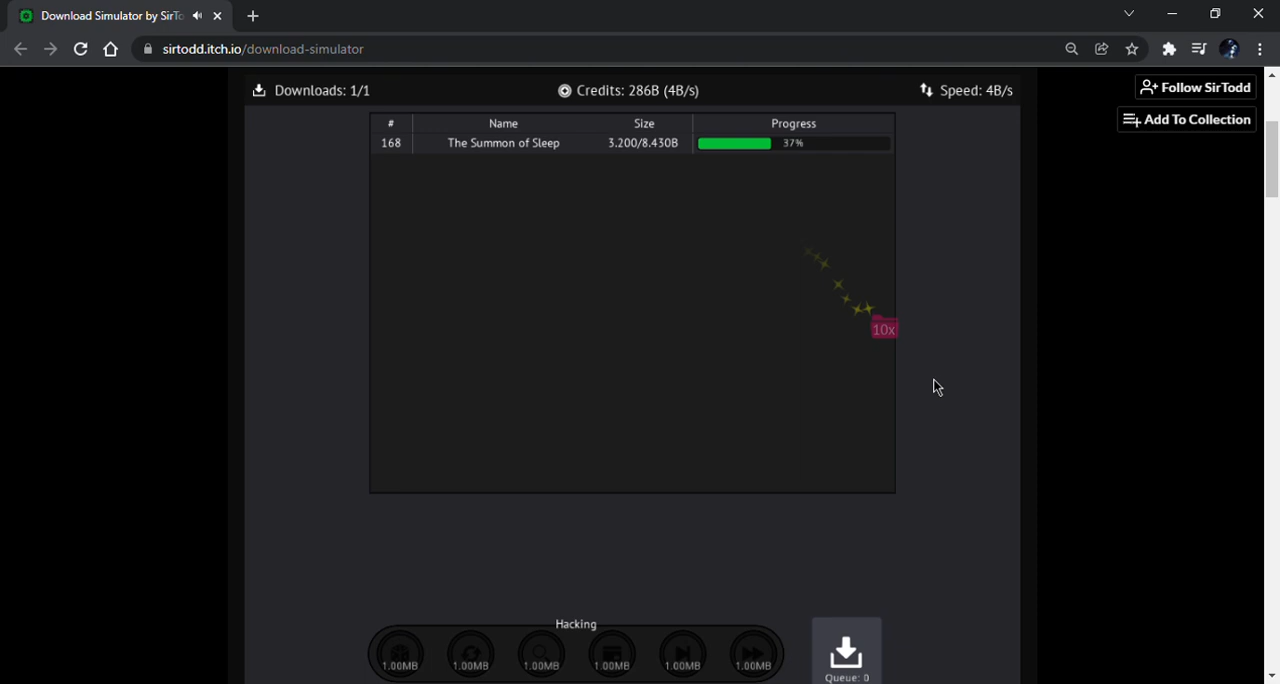 Download Simulator by SirTo
sirtodd.itch.io/download-simulator
Follow SirTodd
Add To Collection
Downloads: 1/1 Credits: 286B (4B/s) Speed: 4B/s
# Name Size Progress
168 The Summon of Sleep 3.200/8.430B 37%
10x
Hacking
1.00MB 1.00MB 1.00MB 1.00MB 1.00MB 1.00MB
Queue: 0